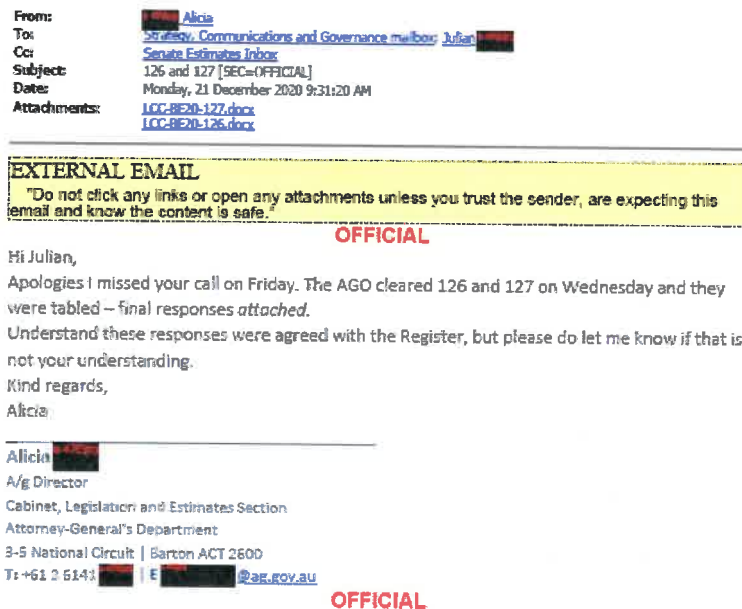 From: Alicia
To: Strategy, Communications and Governance mailbox; Julian
Cc: Senate Estimates Inbox
Subject: 126 and 127 [SEC=OFFICIAL]
Date: Monday, 21 December 2020 9:31:20 AM
Attachments: LCC-BE20-127.docx
LCC-BE20-126.docx
EXTERNAL EMAIL
"Do not click any links or open any attachments unless you trust the sender, are expecting this
email and know the content is safe."
OFFICIAL
Hi Julian,
Apologies I missed your call on Friday. The AGO cleared 126 and 127 on Wednesday and they
were tabled – final responses attached.
Understand these responses were agreed with the Register, but please do let me know if that is
not your understanding.
Kind regards,
Alicia
Alicia
A/g Director
Cabinet, Legislation and Estimates Section
Attorney-General's Department
3-5 National Circuit | Barton ACT 2600
T: +61 2 6141 | E @ag.gov.au
OFFICIAL